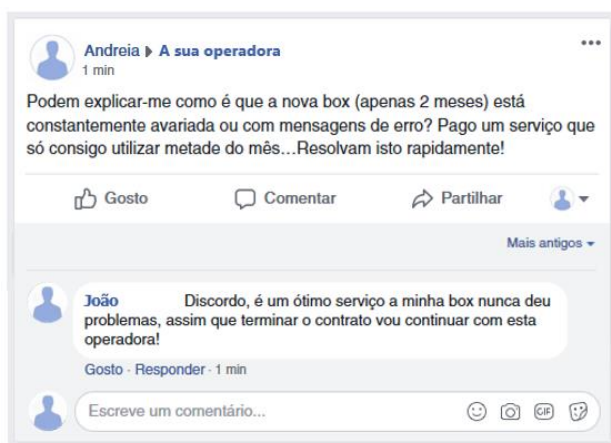 Andreia ▸ A sua operadora
1 min
Podem explicar-me como é que a nova box (apenas 2 meses) está
constantemente avariada ou com mensagens de erro? Pago um serviço que
só consigo utilizar metade do mês…Resolvam isto rapidamente!
Gosto Comentar Partilhar
Mais antigos
João Discordo, é um ótimo serviço a minha box nunca deu
problemas, assim que terminar o contrato vou continuar com esta
operadora!
Gosto · Responder · 1 min
Escreve um comentário... GIF